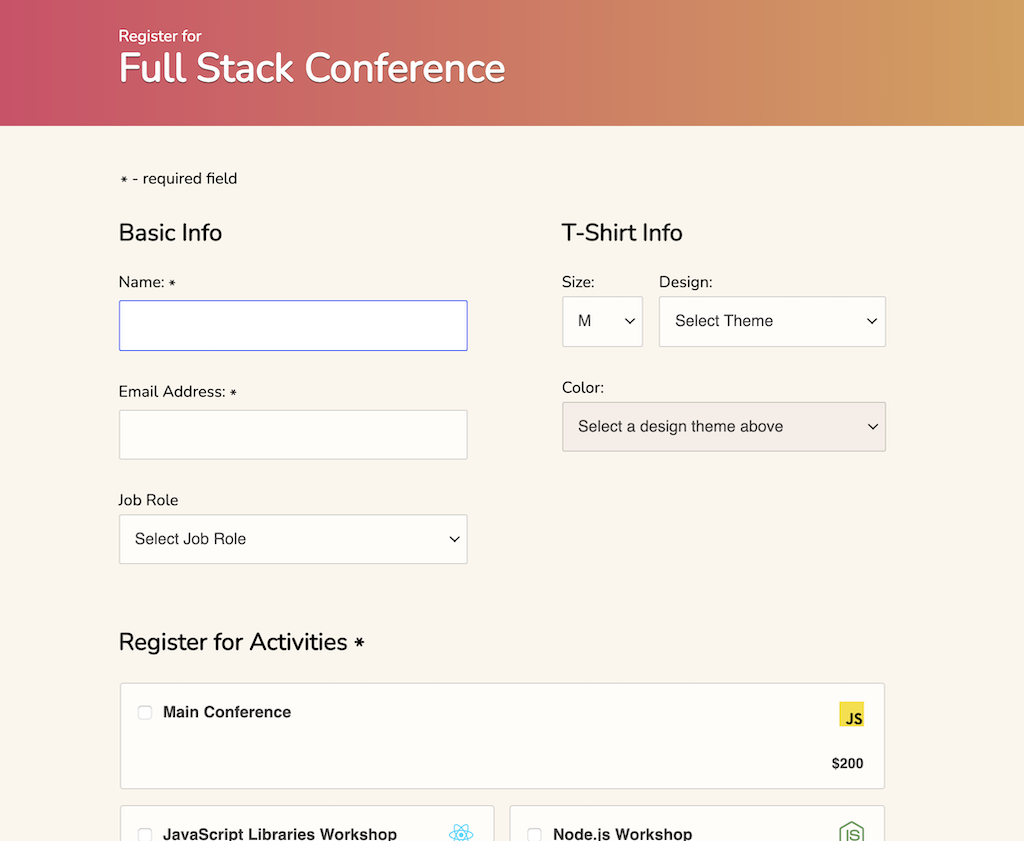 Register for
Full Stack Conference
* - required field
Basic Info
Name: *
Email Address: *
Job Role
Select Job Role
T-Shirt Info
Size:
M
Design:
Select Theme
Color:
Select a design theme above
Register for Activities *
Main Conference
JS
$200
JavaScript Libraries Workshop
Node.js Workshop
JS